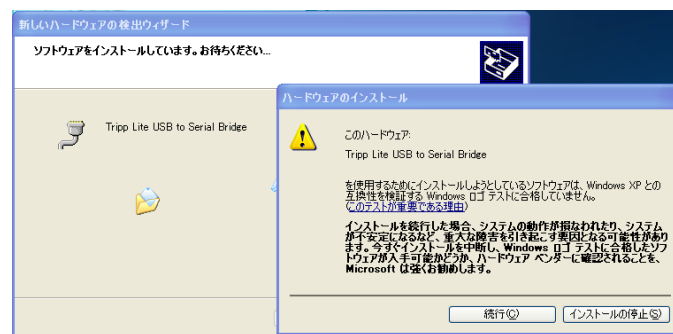 新しいハードウェアの検出ウィザード
ソフトウェアをインストールしています。お待ちください...
Tripp Lite USB to Serial Bridge
ハードウェアのインストール
このハードウェア:
Tripp Lite USB to Serial Bridge
を使用するためにインストールしようとしているソフトウェアは、Windows XP との
互換性を検証する Windows ロゴ テストに合格していません。
(このテストが重要である理由)
インストールを続行した場合、システムの動作が損なわれたり、システム
が不安定になるなど、重大な障害を引き起こす要因となる可能性があり
ます。今すぐインストールを中断し、Windows ロゴ テストに合格したソフ
トウェアが入手可能かどうか、ハードウェア ベンダーに確認されることを、
Microsoft は強くお勧めします。
続行(C)
インストールの停止(S)